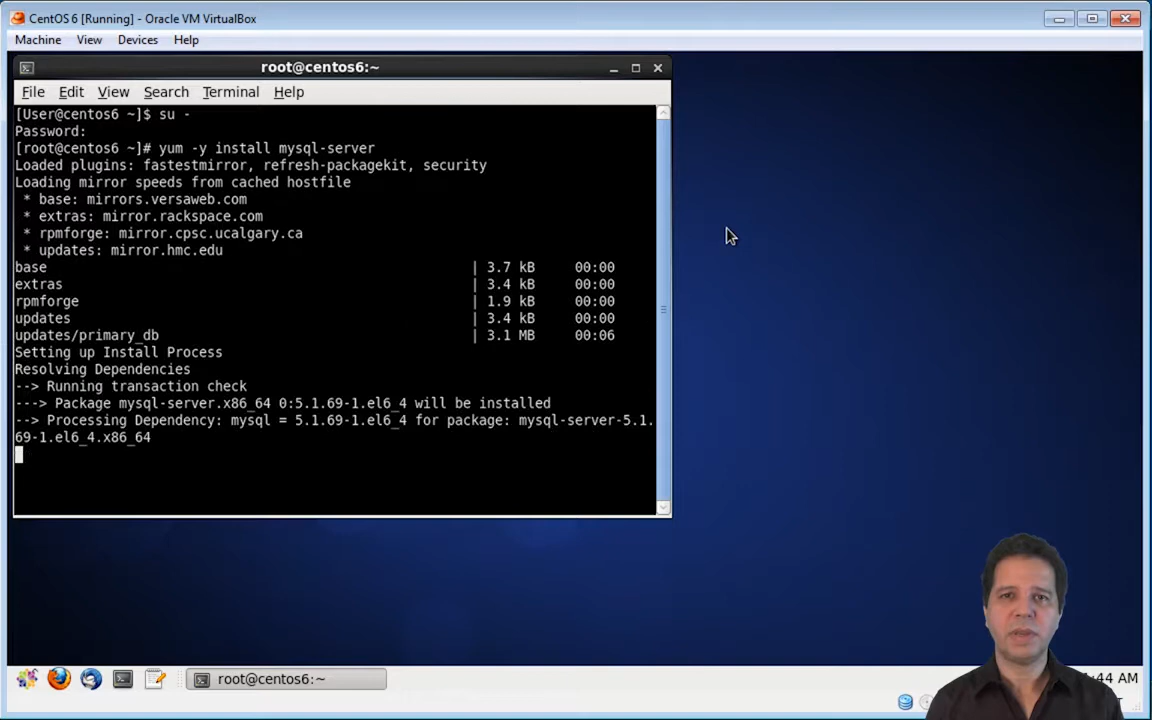 CentOS 6 [Running] - Oracle VM VirtualBox
Machine View Devices Help
root@centos6:~
File Edit View Search Terminal Help
[User@centos6 ~]$ su -
Password:
[root@centos6 ~]# yum -y install mysql-server
Loaded plugins: fastestmirror, refresh-packagekit, security
Loading mirror speeds from cached hostfile
 * base: mirrors.versaweb.com
 * extras: mirror.rackspace.com
 * rpmforge: mirror.cpsc.ucalgary.ca
 * updates: mirror.hmc.edu
base | 3.7 kB 00:00
extras | 3.4 kB 00:00
rpmforge | 1.9 kB 00:00
updates | 3.4 kB 00:00
updates/primary_db | 3.1 MB 00:06
Setting up Install Process
Resolving Dependencies
--> Running transaction check
---> Package mysql-server.x86_64 0:5.1.69-1.el6_4 will be installed
--> Processing Dependency: mysql = 5.1.69-1.el6_4 for package: mysql-server-5.1.
69-1.el6_4.x86_64
root@centos6:~
:44 AM